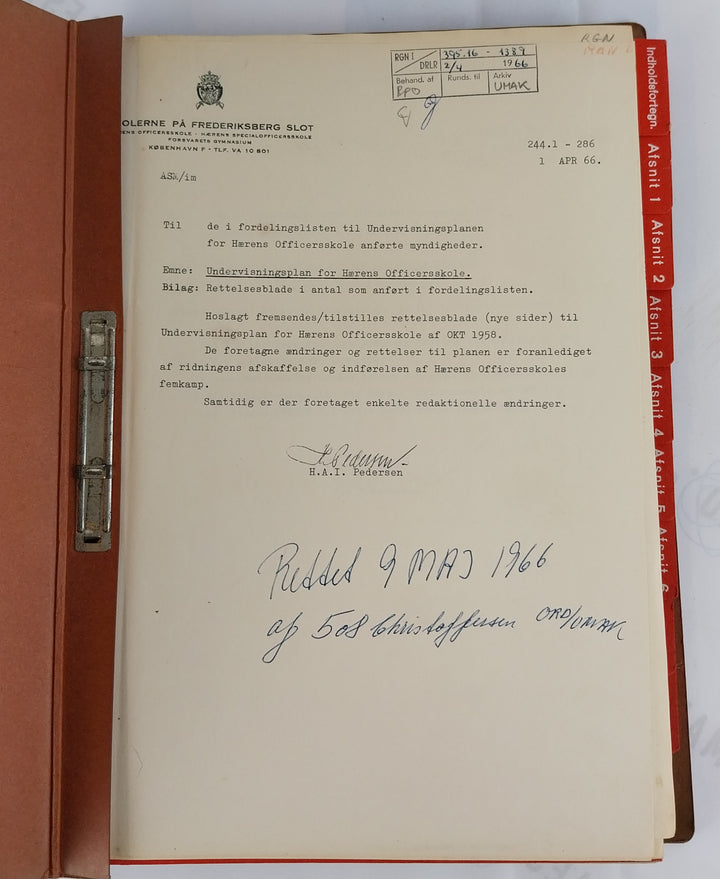 RGN
RGN I 395.16 - 1389
DRLR 2/4 1966
Behand. af Runds. til Arkiv
RPO UMAK
OLERNE PÅ FREDERIKSBERG SLOT
ENS OFFICERSSKOLE - HÆRENS SPECIALOFFICERSSKOLE
FORSVARETS GYMNASIUM
KØBENHAVN F - TLF. VA 10 801
244.1 - 286
1 APR 66.
ASM/im
Til de i fordelingslisten til Undervisningsplanen
for Hærens Officersskole anførte myndigheder.
Emne: Undervisningsplan for Hærens Officersskole.
Bilag: Rettelsesblade i antal som anført i fordelingslisten.
Hoslagt fremsendes/tilstilles rettelsesblade (nye sider) til
Undervisningsplan for Hærens Officersskole af OKT 1958.
De foretagne ændringer og rettelser til planen er foranlediget
af ridningens afskaffelse og indførelsen af Hærens Officersskoles
femkamp.
Samtidig er der foretaget enkelte redaktionelle ændringer.
H Pedersen
H.A.I. Pedersen
Rettet 9 MAJ 1966
af 508 Christoffersen ORD/UMAK
Indholdsfortegn.
Afsnit 1
Afsnit 2
Afsnit 3
Afsnit 4
Afsnit 5
Afsnit 6